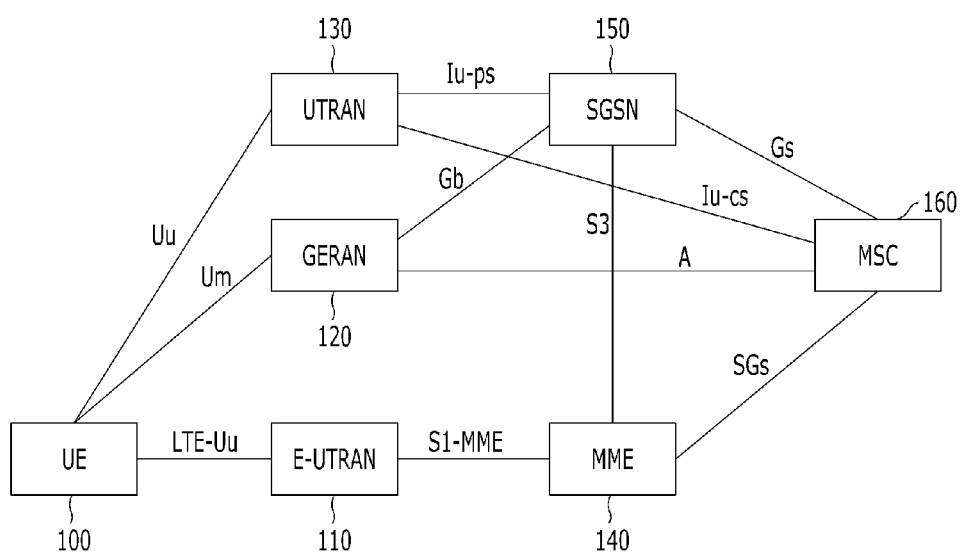 130
150
UTRAN
Iu-ps
SGSN
Gs
Gb
Iu-cs
160
Uu
S3
Um
GERAN
A
MSC
120
SGs
UE
LTE-Uu
E-UTRAN
S1-MME
MME
100
110
140